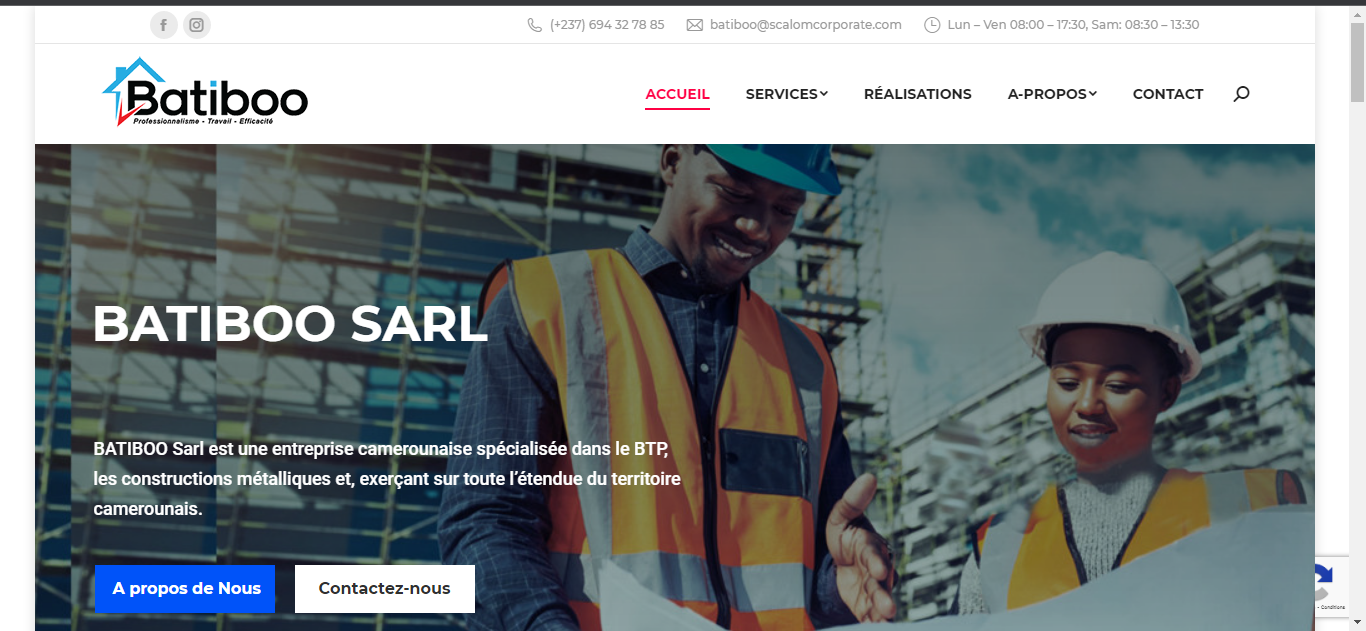 (+237) 694 32 78 85
batiboo@scalomcorporate.com
Lun – Ven 08:00 – 17:30, Sam: 08:30 – 13:30
Batiboo
Professionnalisme - Travail - Efficacité
ACCUEIL
SERVICES
RÉALISATIONS
A-PROPOS
CONTACT
BATIBOO SARL
BATIBOO Sarl est une entreprise camerounaise spécialisée dans le BTP,
les constructions métalliques et, exerçant sur toute l’étendue du territoire
camerounais.
A propos de Nous
Contactez-nous
- Conditions